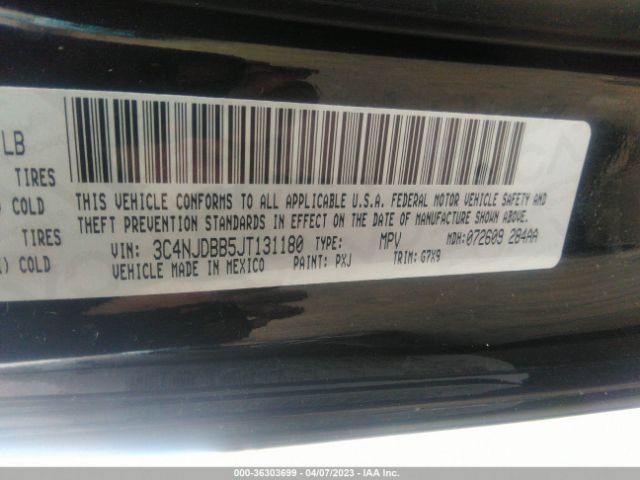 LB
TIRES
) COLD
TIRES
) COLD
THIS VEHICLE CONFORMS TO ALL APPLICABLE U.S.A. FEDERAL MOTOR VEHICLE SAFETY AND
THEFT PREVENTION STANDARDS IN EFFECT ON THE DATE OF MANUFACTURE SHOWN ABOVE.
VIN: 3C4NJDBB5JT131180 TYPE: MPV MDH:072609 284AA
VEHICLE MADE IN MEXICO PAINT: PXJ TRIM: G7X9
000-36303699 - 04/07/2023 - IAA Inc.